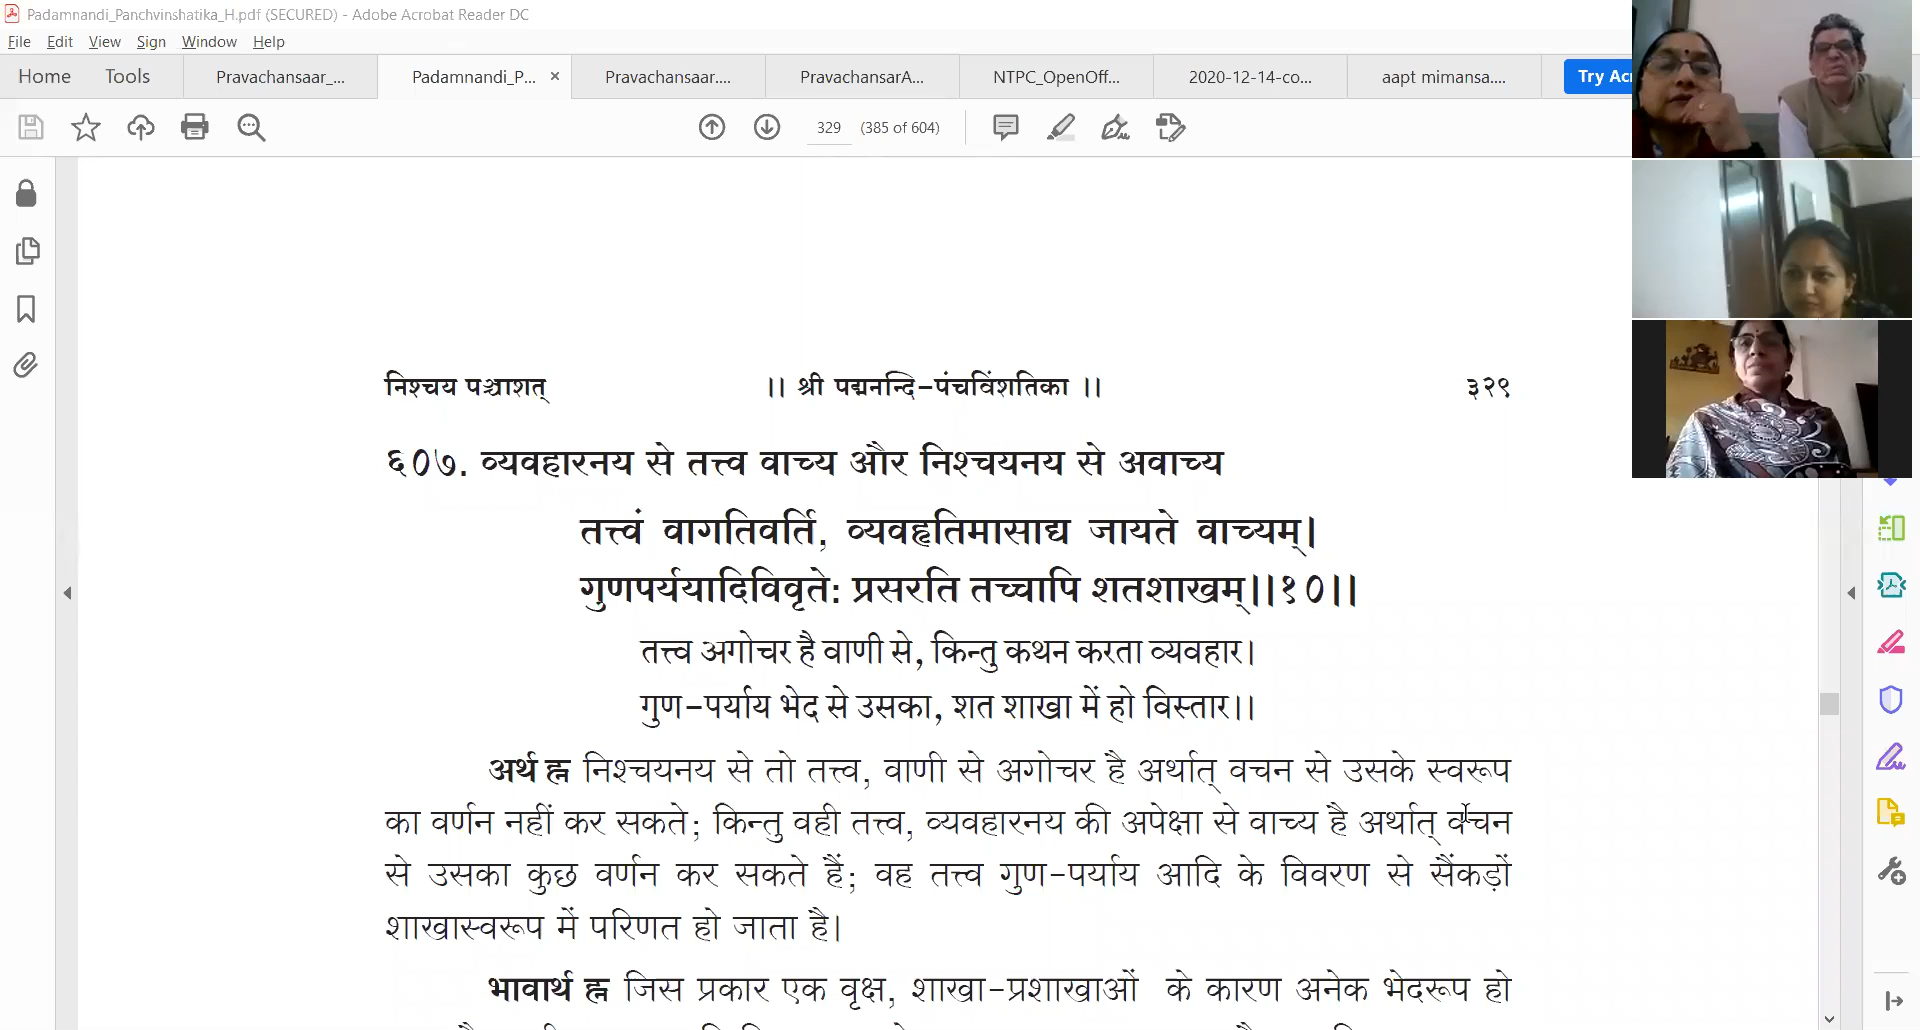 Padamnandi_Panchvinshatika_H.pdf (SECURED) - Adobe Acrobat Reader DC
File Edit View Sign Window Help
Home Tools Pravachansaar_... Padamnandi_P... × Pravachansaar.... PravachansarA... NTPC_OpenOff... 2020-12-14-co... aapt mimansa.... Try Acr
329 (385 of 604)
निश्चय पञ्चाशत् ।। श्री पद्मनन्दि-पंचविंशतिका ।। ३२९
६०७. व्यवहारनय से तत्त्व वाच्य और निश्चयनय से अवाच्य
तत्त्वं वागतिवर्ति, व्यवहृतिमासाद्य जायते वाच्यम्।
गुणपर्ययादिविवृतेः प्रसरति तच्चापि शतशाखम्।।१०।।
तत्त्व अगोचर है वाणी से, किन्तु कथन करता व्यवहार।
गुण-पर्याय भेद से उसका, शत शाखा में हो विस्तार।।
अर्थ ह्न निश्चयनय से तो तत्त्व, वाणी से अगोचर है अर्थात् वचन से उसके स्वरूप
का वर्णन नहीं कर सकते; किन्तु वही तत्त्व, व्यवहारनय की अपेक्षा से वाच्य है अर्थात् वचन
से उसका कुछ वर्णन कर सकते हैं; वह तत्त्व गुण-पर्याय आदि के विवरण से सैंकड़ों
शाखास्वरूप में परिणत हो जाता है।
भावार्थ ह्न जिस प्रकार एक वृक्ष, शाखा-प्रशाखाओं के कारण अनेक भेदरूप हो